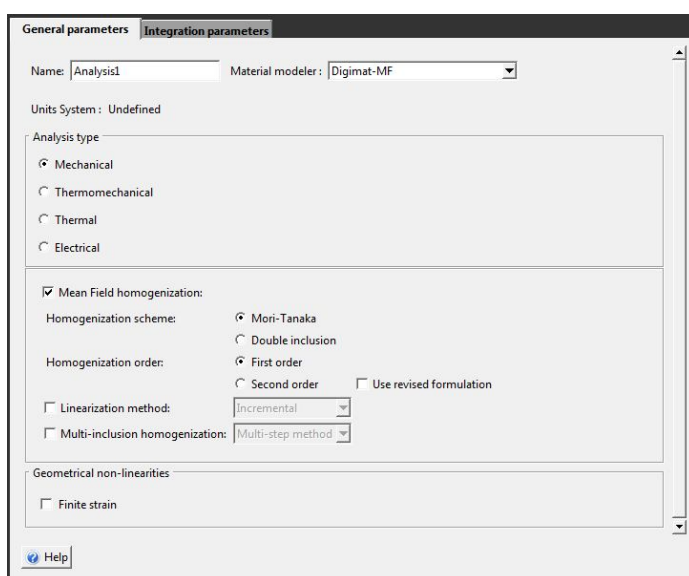 General parameters Integration parameters
Name: Analysis1 Material modeler : Digimat-MF
Units System : Undefined
Analysis type
Mechanical
Thermomechanical
Thermal
Electrical
Mean Field homogenization:
Homogenization scheme: Mori-Tanaka
Double inclusion
Homogenization order: First order
Second order Use revised formulation
Linearization method: Incremental
Multi-inclusion homogenization: Multi-step method
Geometrical non-linearities
Finite strain
Help